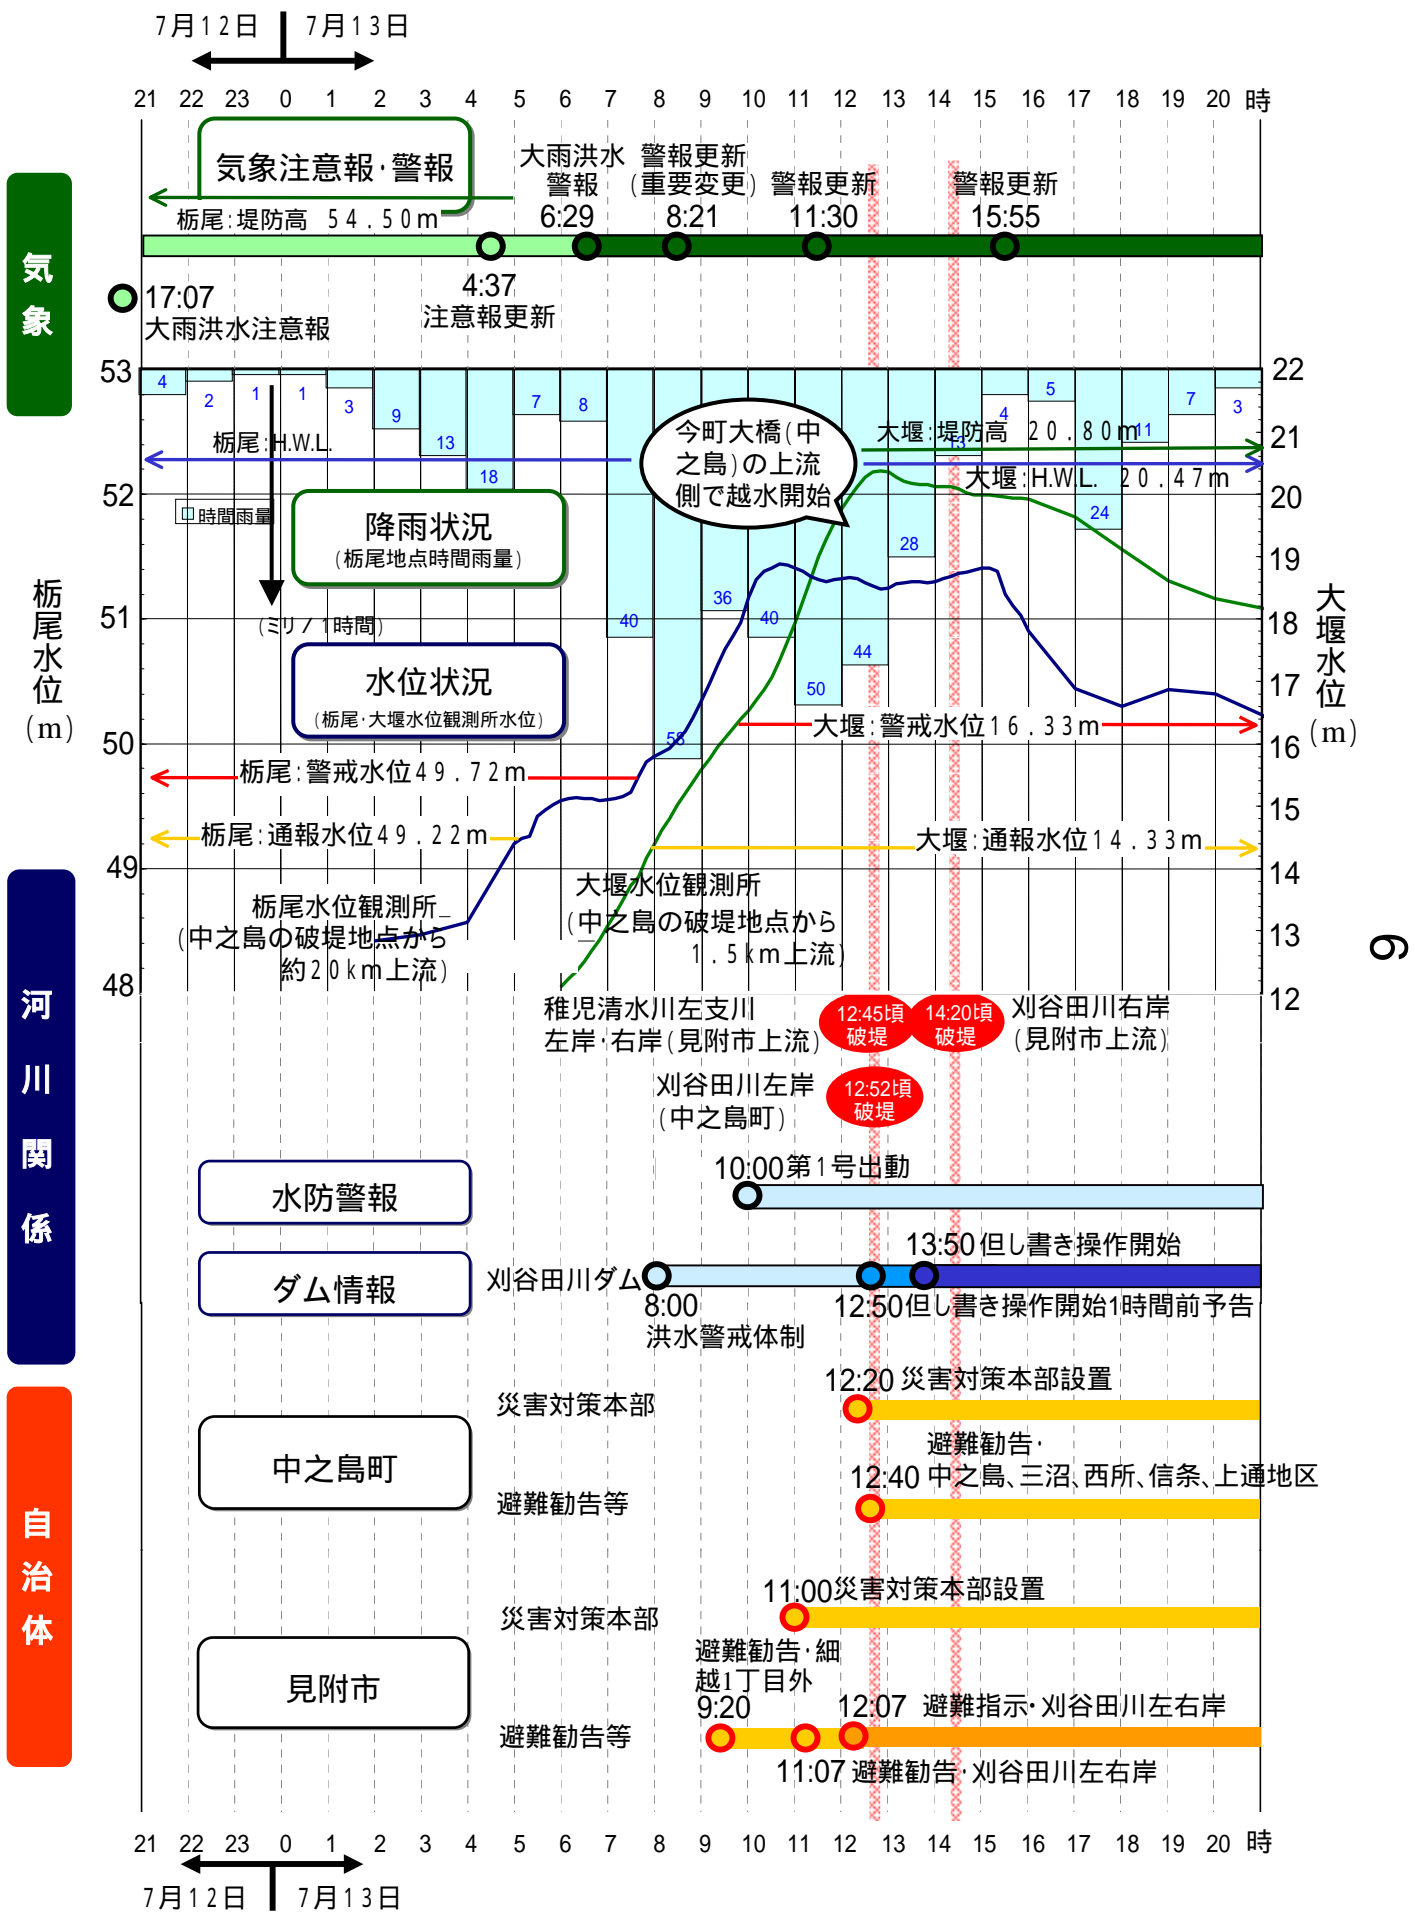 7月12日 7月13日
21 22 23 0 1 2 3 4 5 6 7 8 9 10 11 12 13 14 15 16 17 18 19 20 時
気象注意報・警報
大雨洪水
警報
6:29
警報更新
(重要変更)
8:21
警報更新
11:30
警報更新
15:55
栃尾:堤防高 54.50m
気象
17:07
大雨洪水注意報
4:37
注意報更新
53
52
51
50
49
48
22
21
20
19
18
17
16
15
14
13
12
4 2 1 1 3 9 13 18 7 8 40 58 36 40 50 44 28 13 4 5 24 11 7 3
栃尾:H.W.L.
今町大橋(中
之島)の上流
側で越水開始
大堰:堤防高 20.80m
大堰:H.W.L. 20.47m
時間雨量
降雨状況
(栃尾地点時間雨量)
(ミリ/1時間)
水位状況
(栃尾・大堰水位観測所水位)
栃尾水位(m)
大堰水位(m)
大堰:警戒水位16.33m
栃尾:警戒水位49.72m
栃尾:通報水位49.22m
大堰:通報水位14.33m
栃尾水位観測所
(中之島の破堤地点から
約20km上流)
大堰水位観測所
(中之島の破堤地点から
1.5km上流)
6
河川関係
稚児清水川左支川
左岸・右岸(見附市上流)
12:45頃
破堤
14:20頃
破堤
刈谷田川右岸
(見附市上流)
刈谷田川左岸
(中之島町)
12:52頃
破堤
水防警報
10:00第1号出動
ダム情報
刈谷田川ダム
13:50但し書き操作開始
8:00
洪水警戒体制
12:50但し書き操作開始1時間前予告
自治体
中之島町
災害対策本部
12:20災害対策本部設置
避難勧告等
避難勧告・
12:40中之島、三沼、西所、信条、上通地区
見附市
災害対策本部
11:00災害対策本部設置
避難勧告等
避難勧告・細
越1丁目外
9:20
12:07 避難指示・刈谷田川左右岸
11:07避難勧告・刈谷田川左右岸
21 22 23 0 1 2 3 4 5 6 7 8 9 10 11 12 13 14 15 16 17 18 19 20 時
7月12日 7月13日